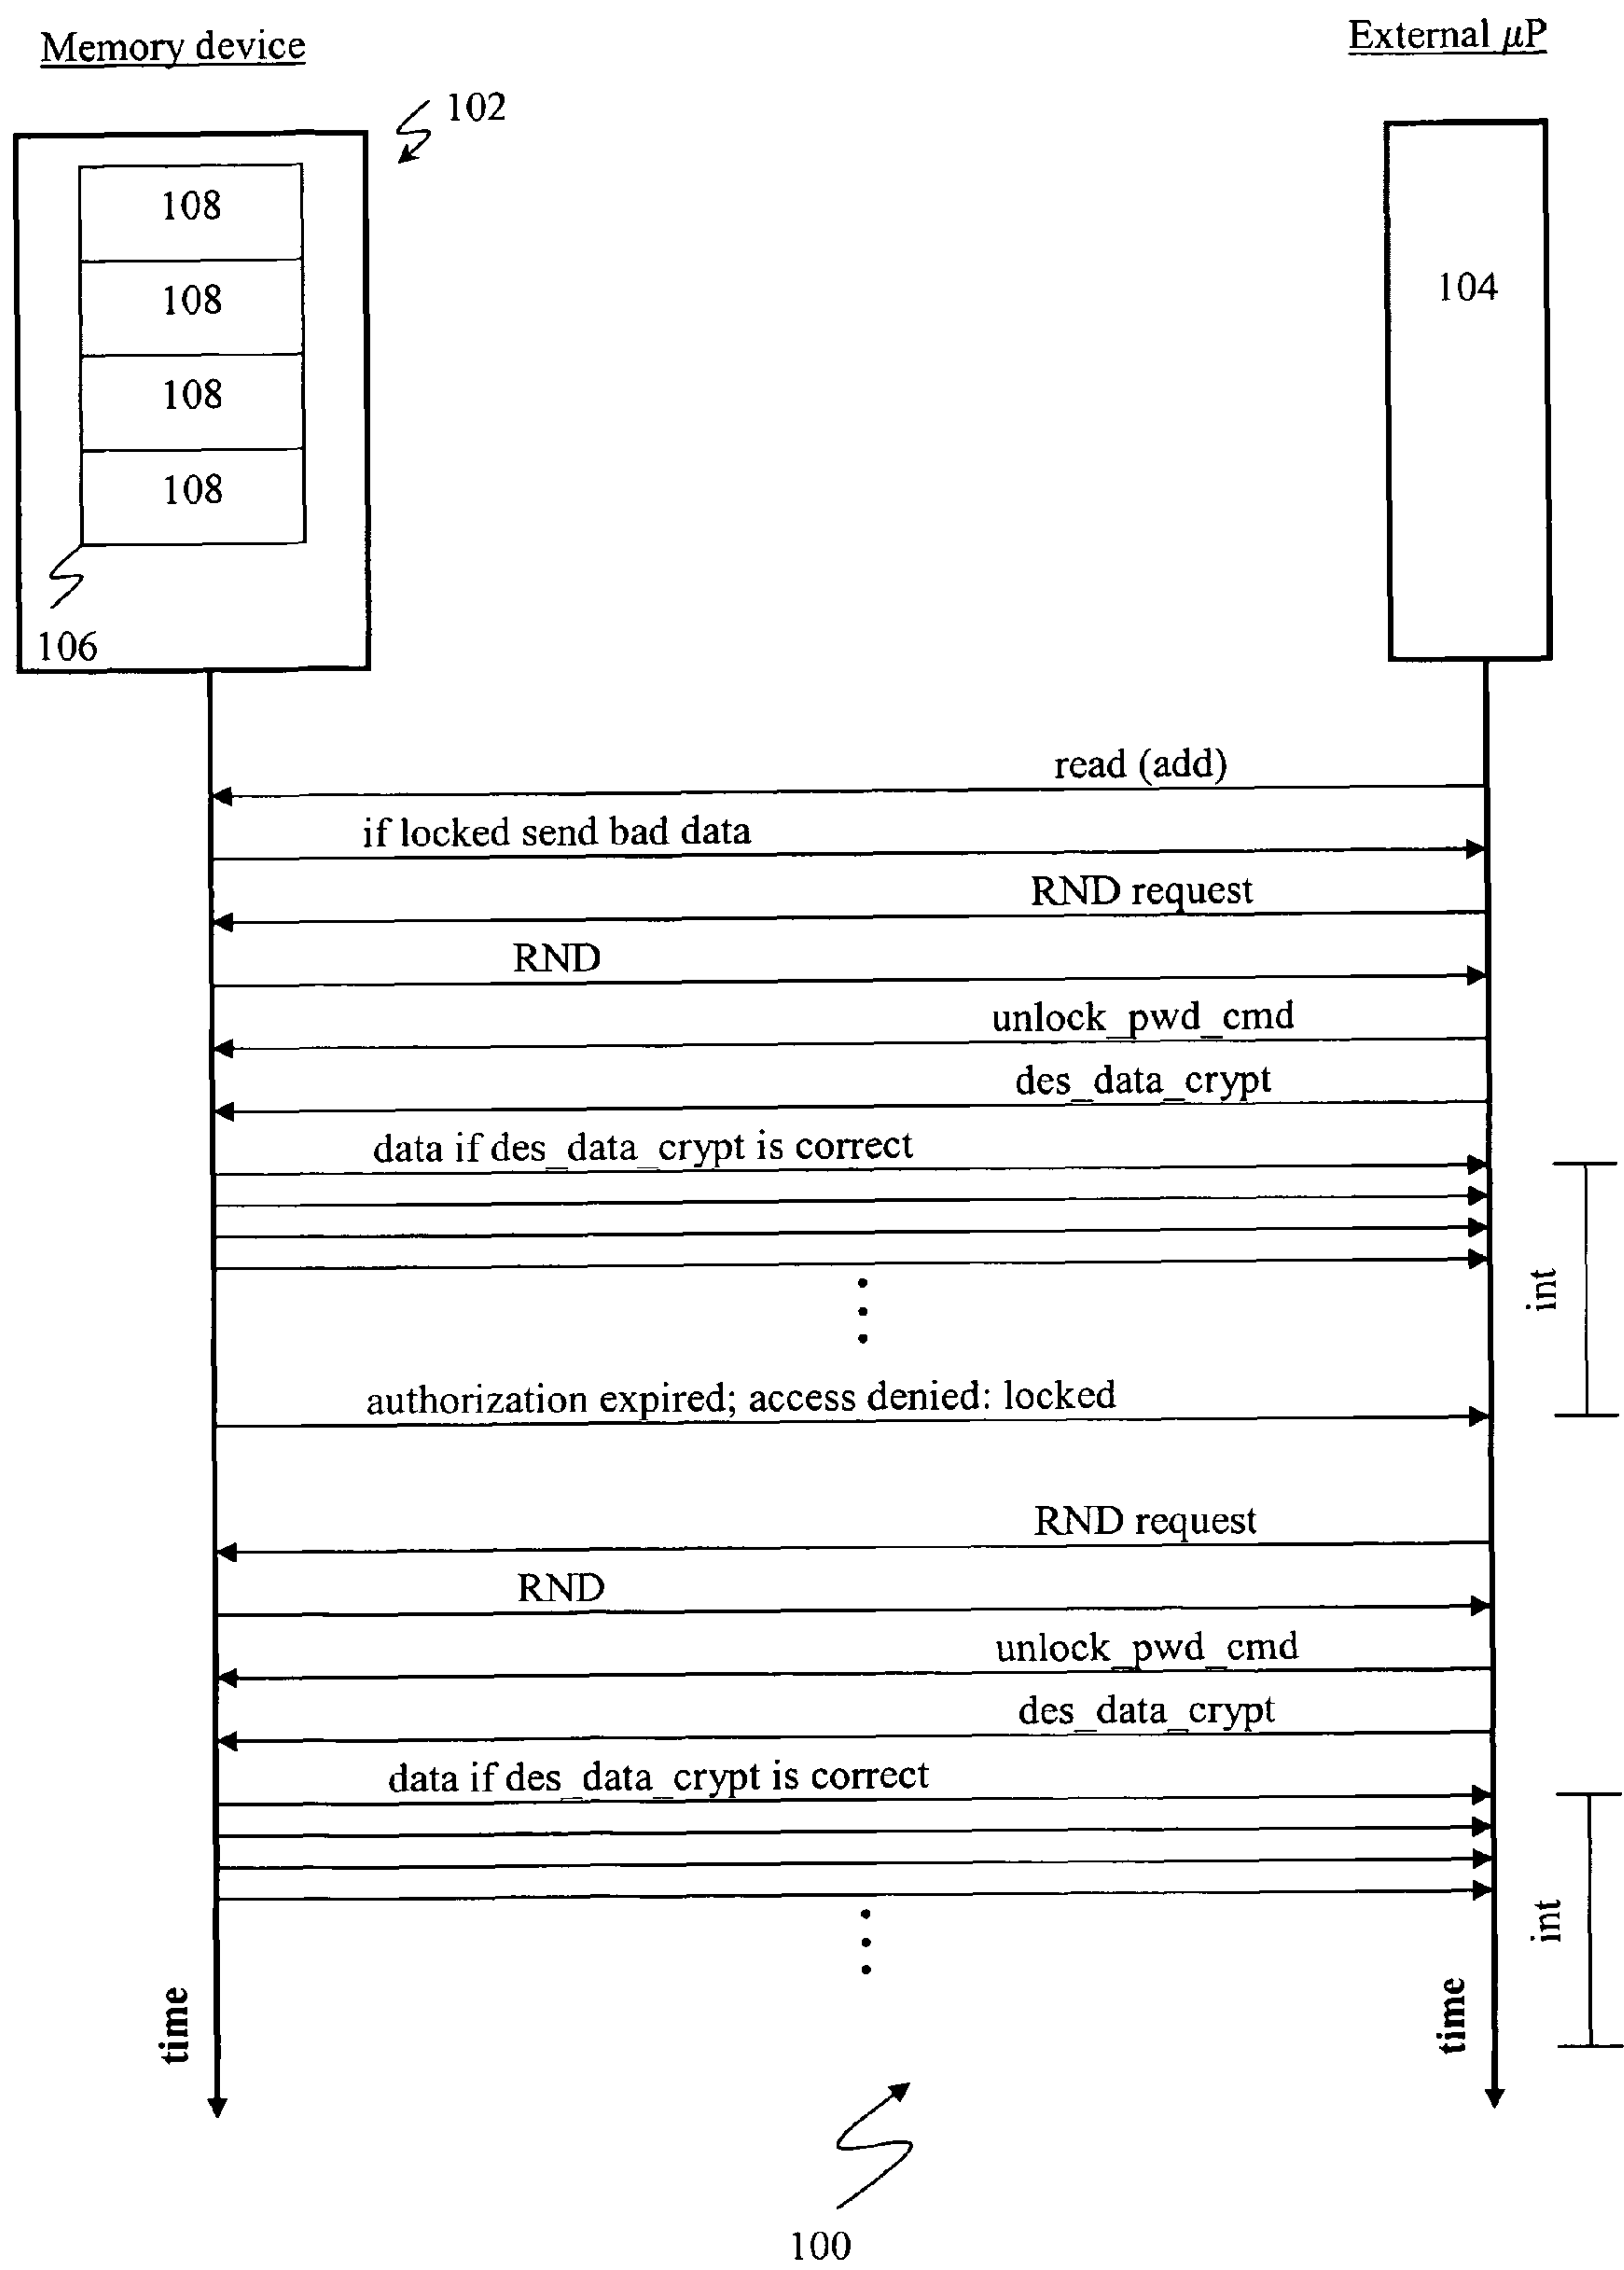 Memory device
External μP
102
108
104
108
108
108
106
read (add)
if locked send bad data
RND request
RND
unlock_pwd_cmd
des_data_crypt
data if des_data_crypt is correct
int
authorization expired; access denied: locked
RND request
RND
unlock_pwd_cmd
des_data_crypt
data if des_data_crypt is correct
int
time
time
100